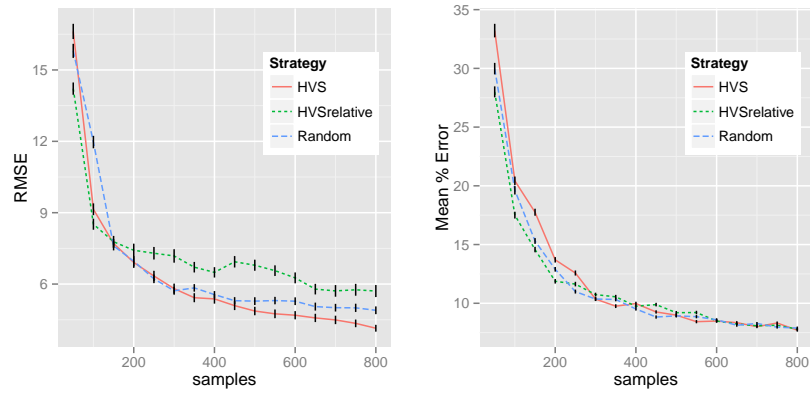 RMSE
15
12
9
6
200
400
600
800
samples
Strategy
HVS
HVSrelative
Random
Mean % Error
35
30
25
20
15
10
200
400
600
800
samples
Strategy
HVS
HVSrelative
Random